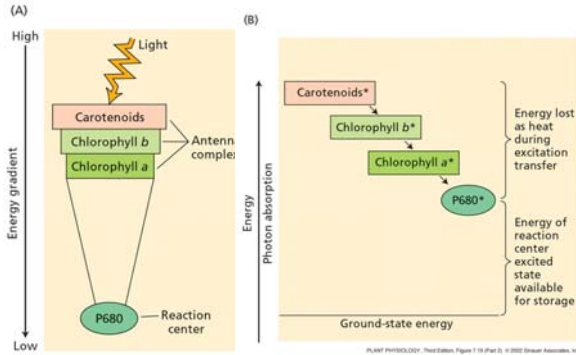 (A)
High
Light
Carotenoids
Chlorophyll b
Chlorophyll a
Antenna
complex
Energy gradient
P680
Reaction
center
Low
(B)
Carotenoids*
Chlorophyll b*
Chlorophyll a*
P680*
Energy
Photon absorption
Energy lost
as heat
during
excitation
transfer
Energy of
reaction
center
excited
state
available
for storage
Ground-state energy
PLANT PHYSIOLOGY, Third Edition, Figure 7.19 (Part 2) © 2002 Sinauer Associates,